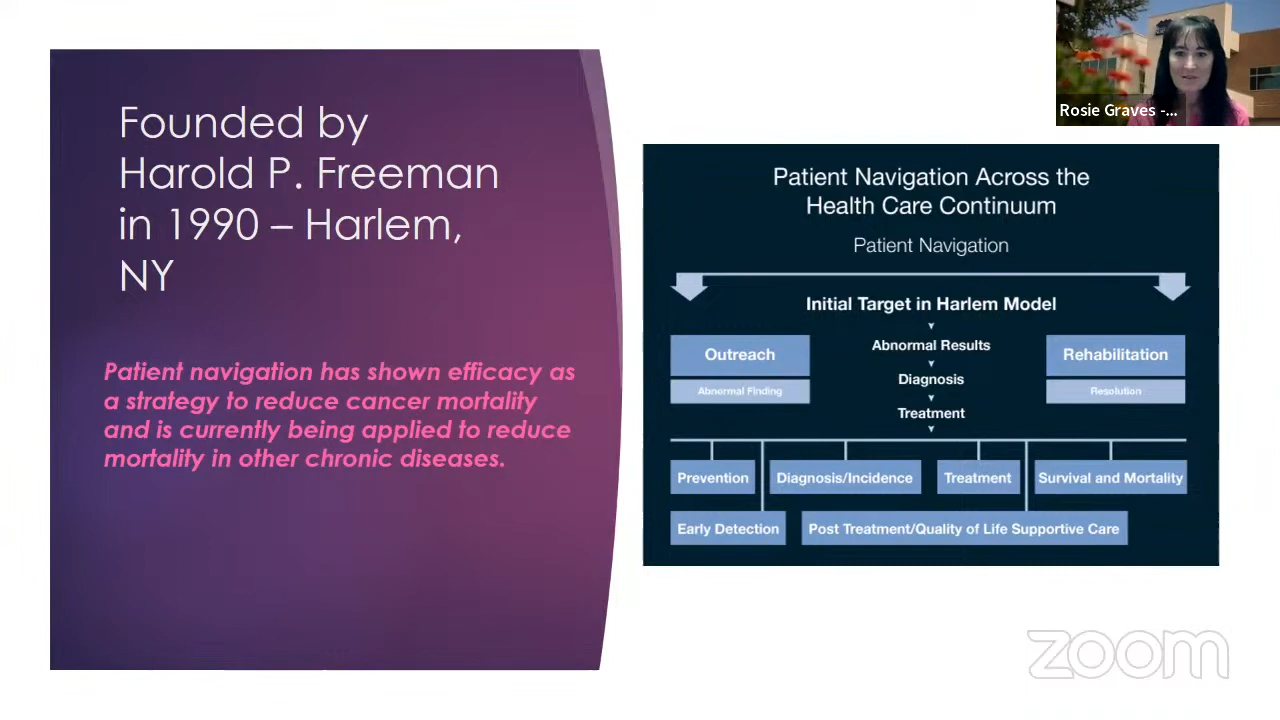 Founded by
Harold P. Freeman
in 1990 – Harlem,
NY
Patient navigation has shown efficacy as
a strategy to reduce cancer mortality
and is currently being applied to reduce
mortality in other chronic diseases.
Rosie Graves -...
Patient Navigation Across the
Health Care Continuum
Patient Navigation
Initial Target in Harlem Model
Abnormal Results
Diagnosis
Treatment
Outreach
Abnormal Finding
Rehabilitation
Resolution
Prevention
Diagnosis/Incidence
Treatment
Survival and Mortality
Early Detection
Post Treatment/Quality of Life Supportive Care
zoom